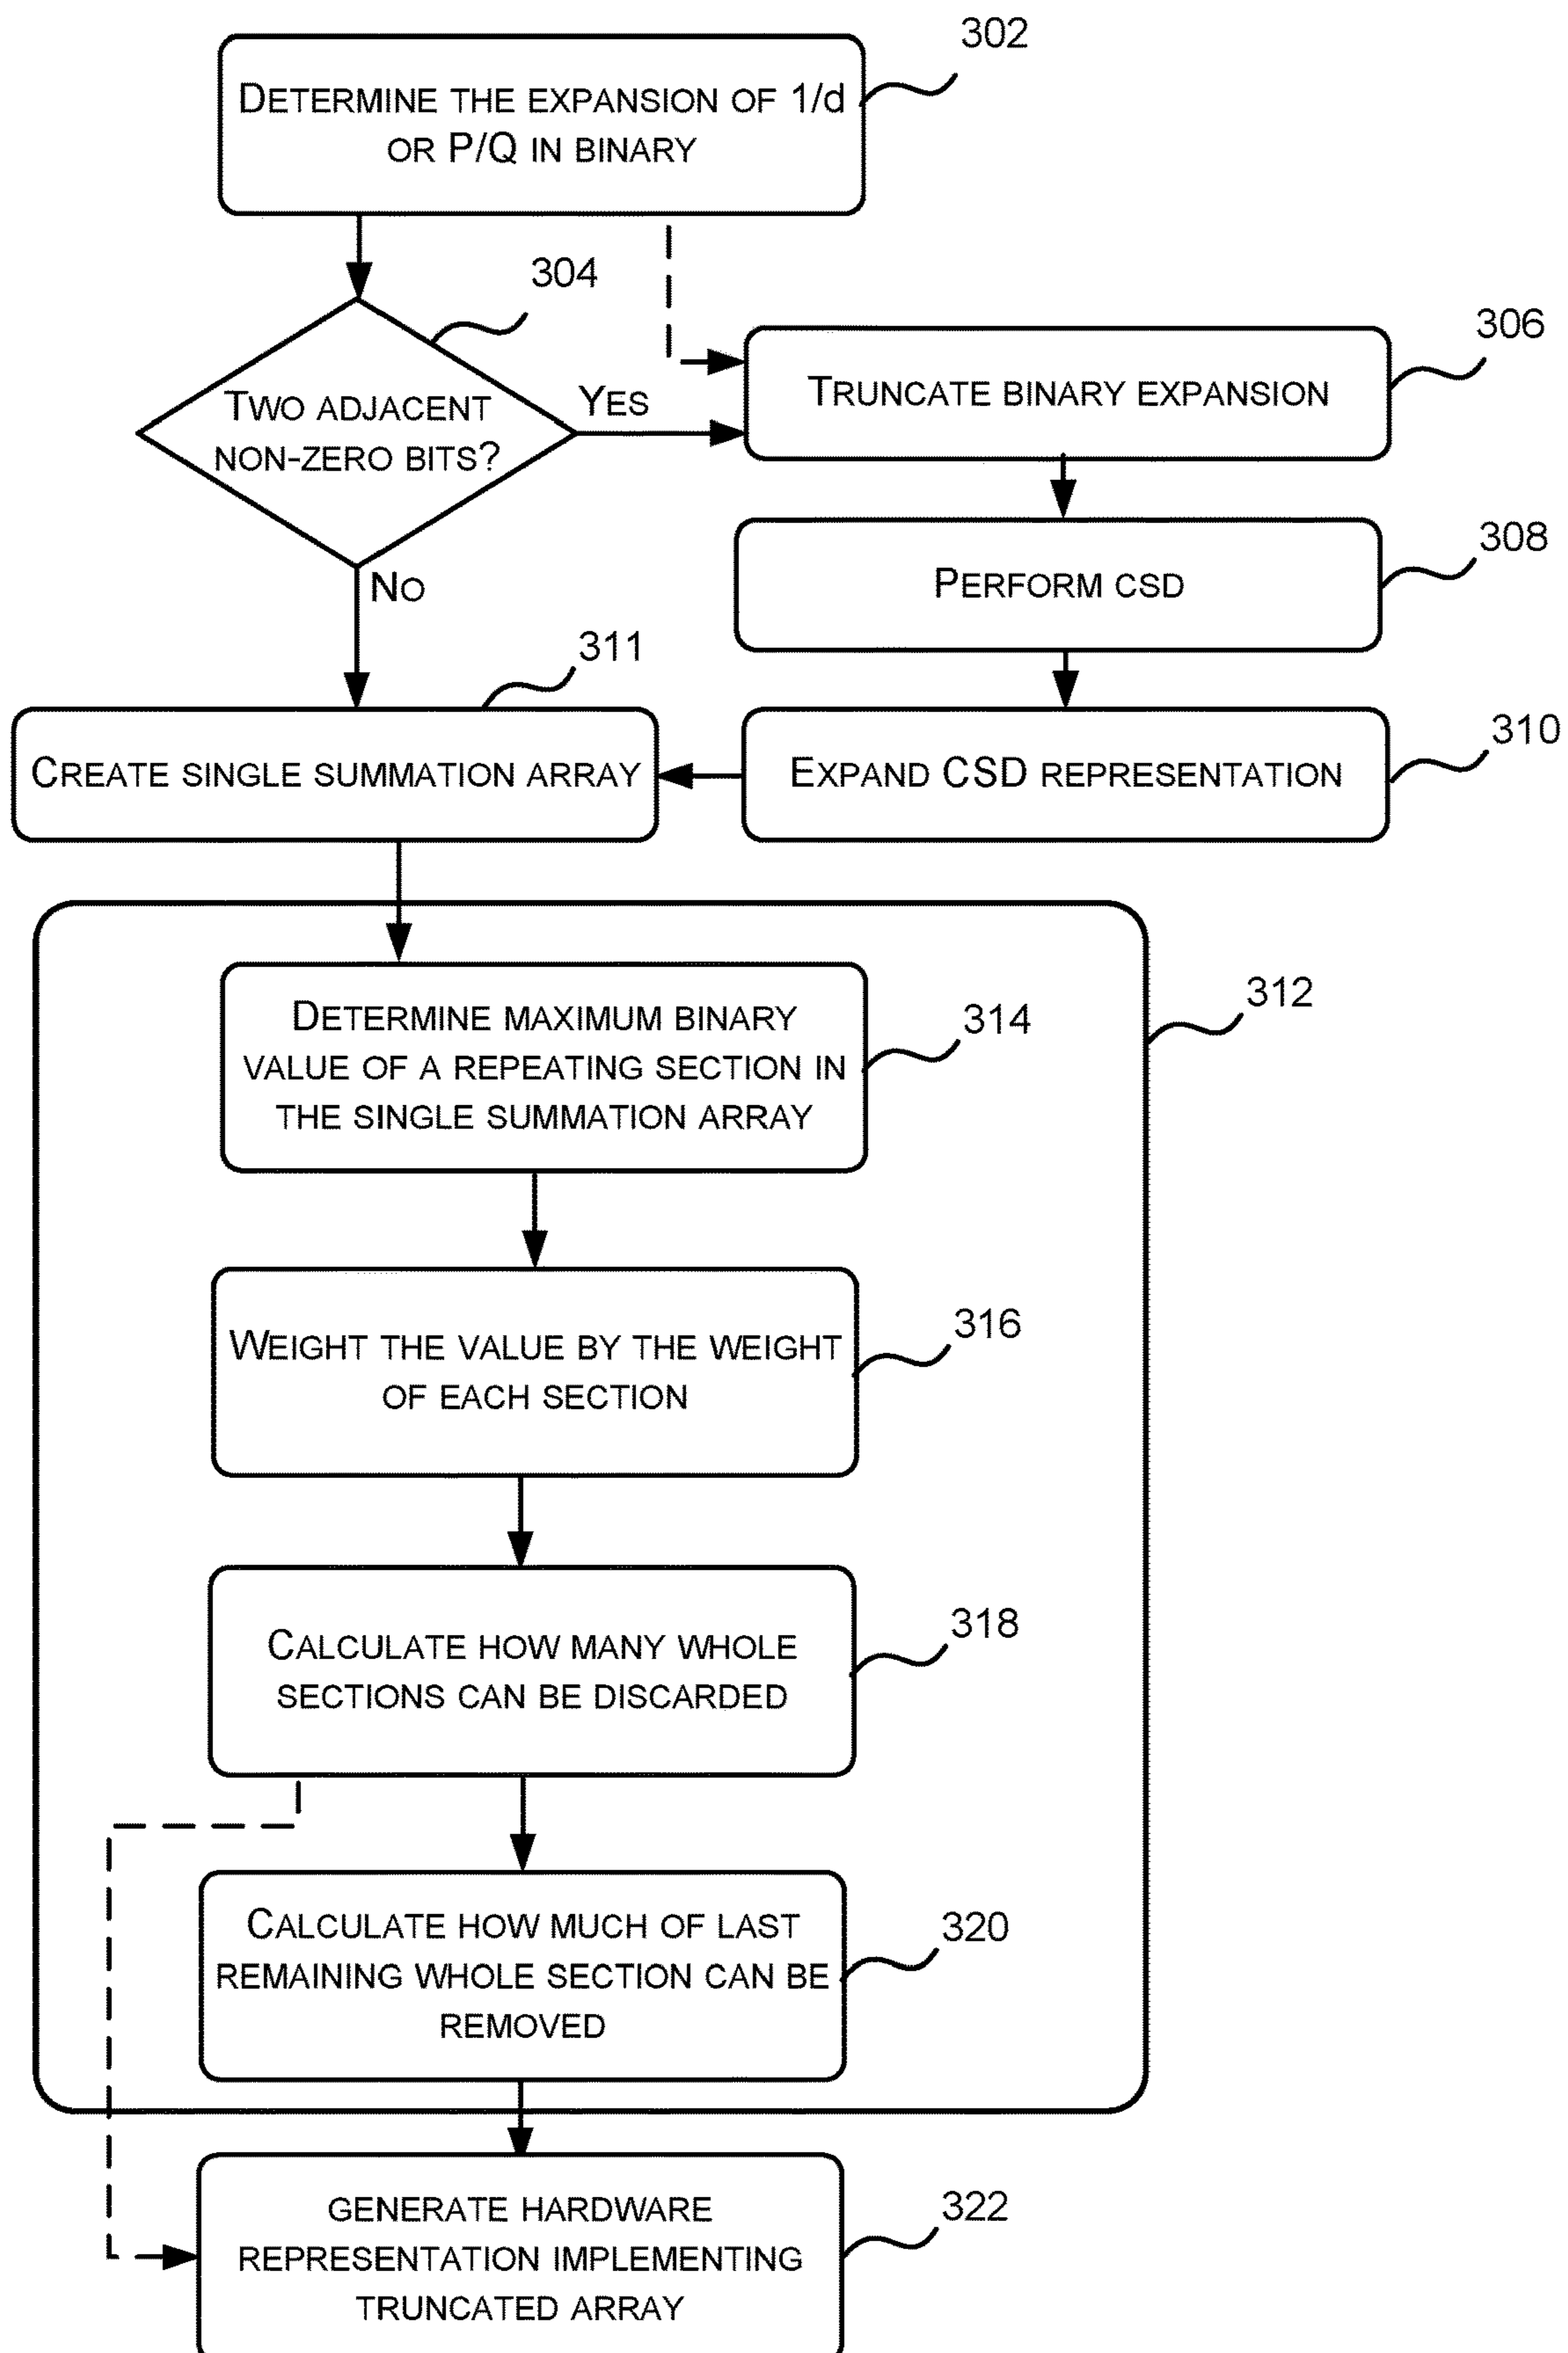 302
DETERMINE THE EXPANSION OF 1/d
OR P/Q IN BINARY
304
TWO ADJACENT
NON-ZERO BITS?
YES
NO
306
TRUNCATE BINARY EXPANSION
308
PERFORM CSD
310
EXPAND CSD REPRESENTATION
311
CREATE SINGLE SUMMATION ARRAY
312
DETERMINE MAXIMUM BINARY
VALUE OF A REPEATING SECTION IN
THE SINGLE SUMMATION ARRAY
314
WEIGHT THE VALUE BY THE WEIGHT
OF EACH SECTION
316
CALCULATE HOW MANY WHOLE
SECTIONS CAN BE DISCARDED
318
CALCULATE HOW MUCH OF LAST
REMAINING WHOLE SECTION CAN BE
REMOVED
320
GENERATE HARDWARE
REPRESENTATION IMPLEMENTING
TRUNCATED ARRAY
322